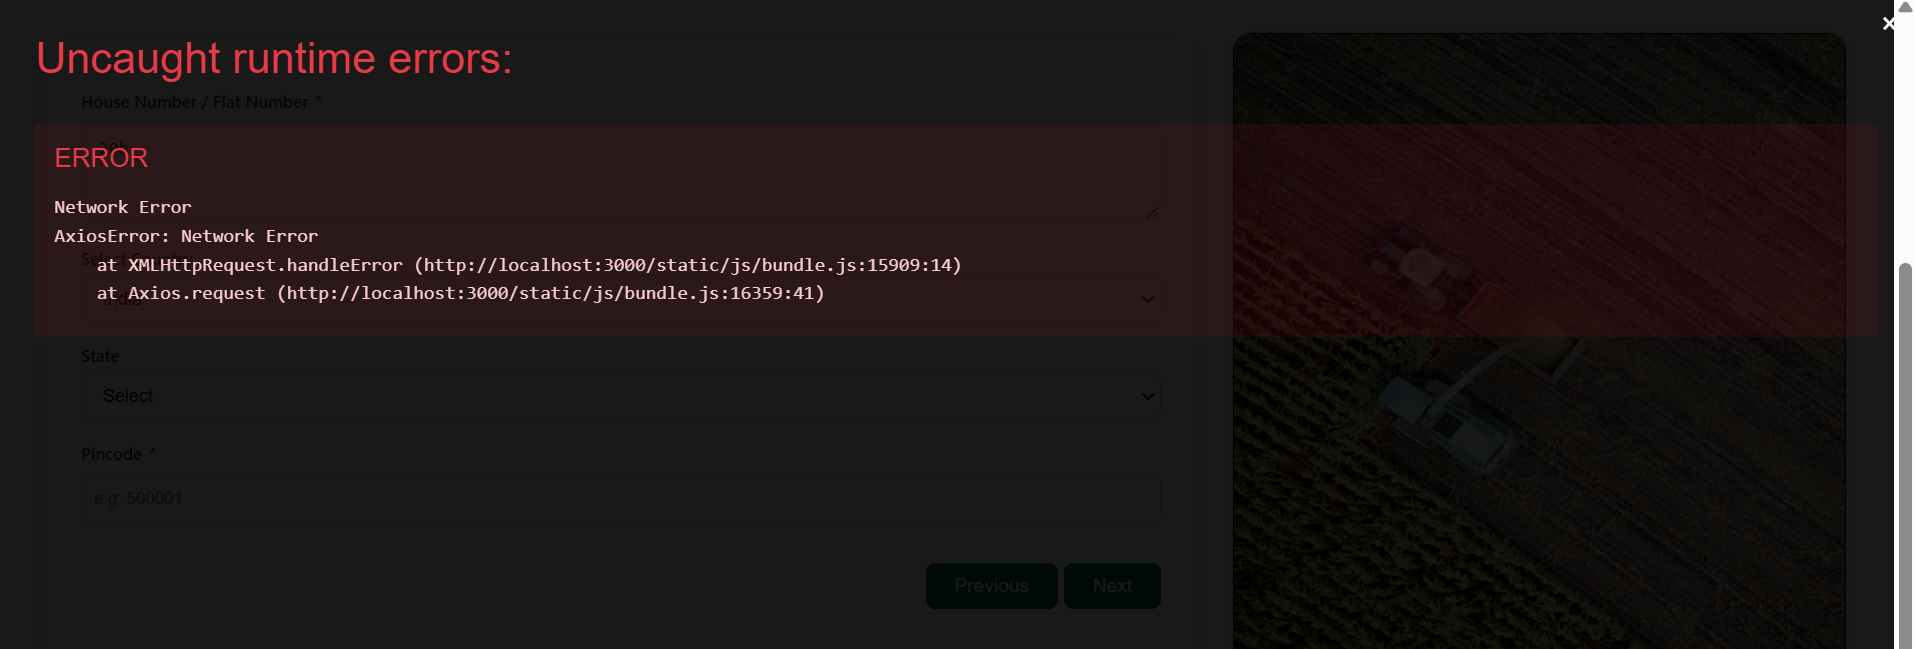 ×
Uncaught runtime errors:
House Number / Flat Number *
ERROR
Network Error
AxiosError: Network Error
at XMLHttpRequest.handleError (http://localhost:3000/static/js/bundle.js:15909:14)
at Axios.request (http://localhost:3000/static/js/bundle.js:16359:41)
State
Select
Pincode *
e.g. 500001
Previous
Next